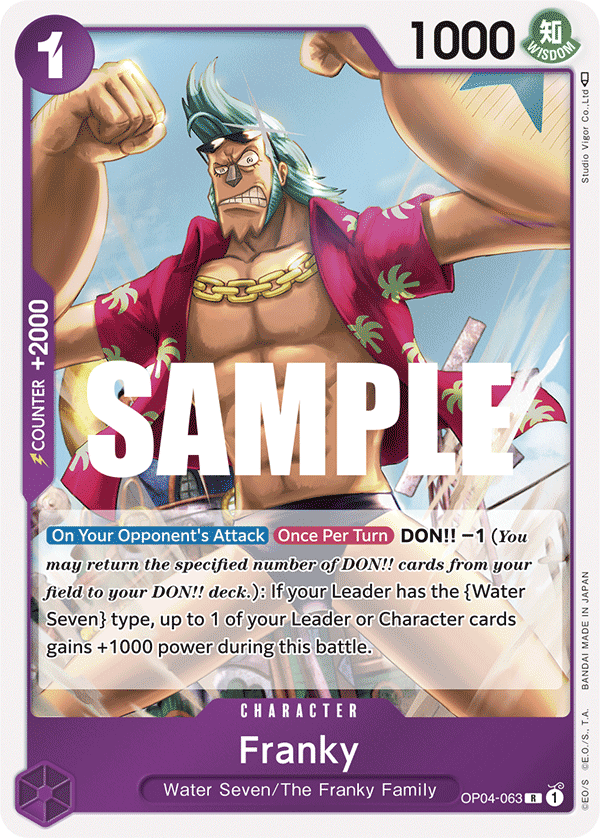 1
1000
知
WISDOM
Studio Vigor Co.,Ltd
COUNTER +2000
SAMPLE
On Your Opponent's Attack Once Per Turn DON!! −1 (You
may return the specified number of DON!! cards from your
field to your DON!! deck.): If your Leader has the {Water
Seven} type, up to 1 of your Leader or Character cards
gains +1000 power during this battle.
CHARACTER
Franky
Water Seven/The Franky Family
OP04-063 R 1
©E.O/S ©E.O./S., T.A. BANDAI MADE IN JAPAN